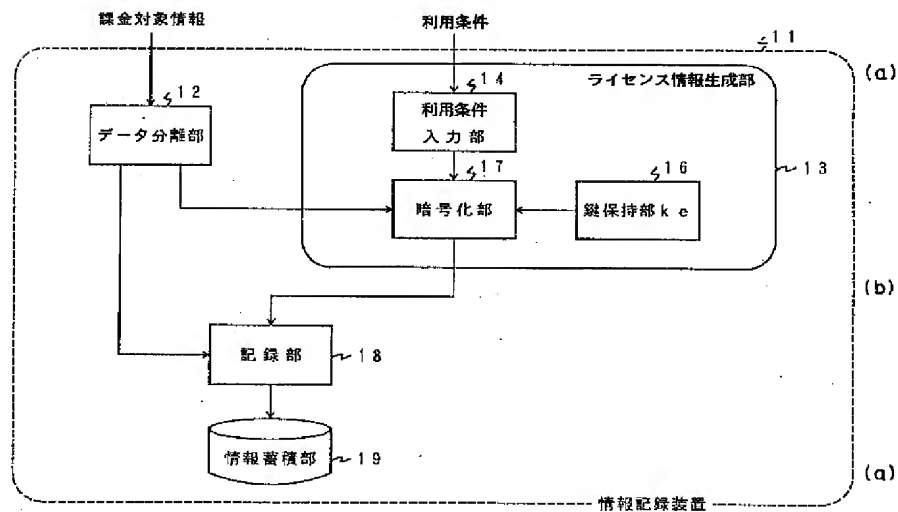 課金対象情報
利用条件
11
(a)
ライセンス情報生成部
12
データ分離部
14
利用条件
入力部
13
17
暗号化部
16
鍵保持部ke
(b)
記録部
18
情報蓄積部
19
(a)
情報記録装置